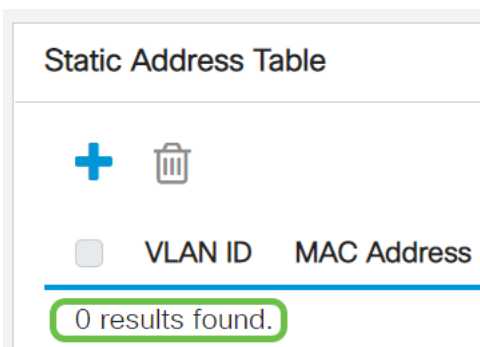 Static Address Table
VLAN ID MAC Address
0 results found.